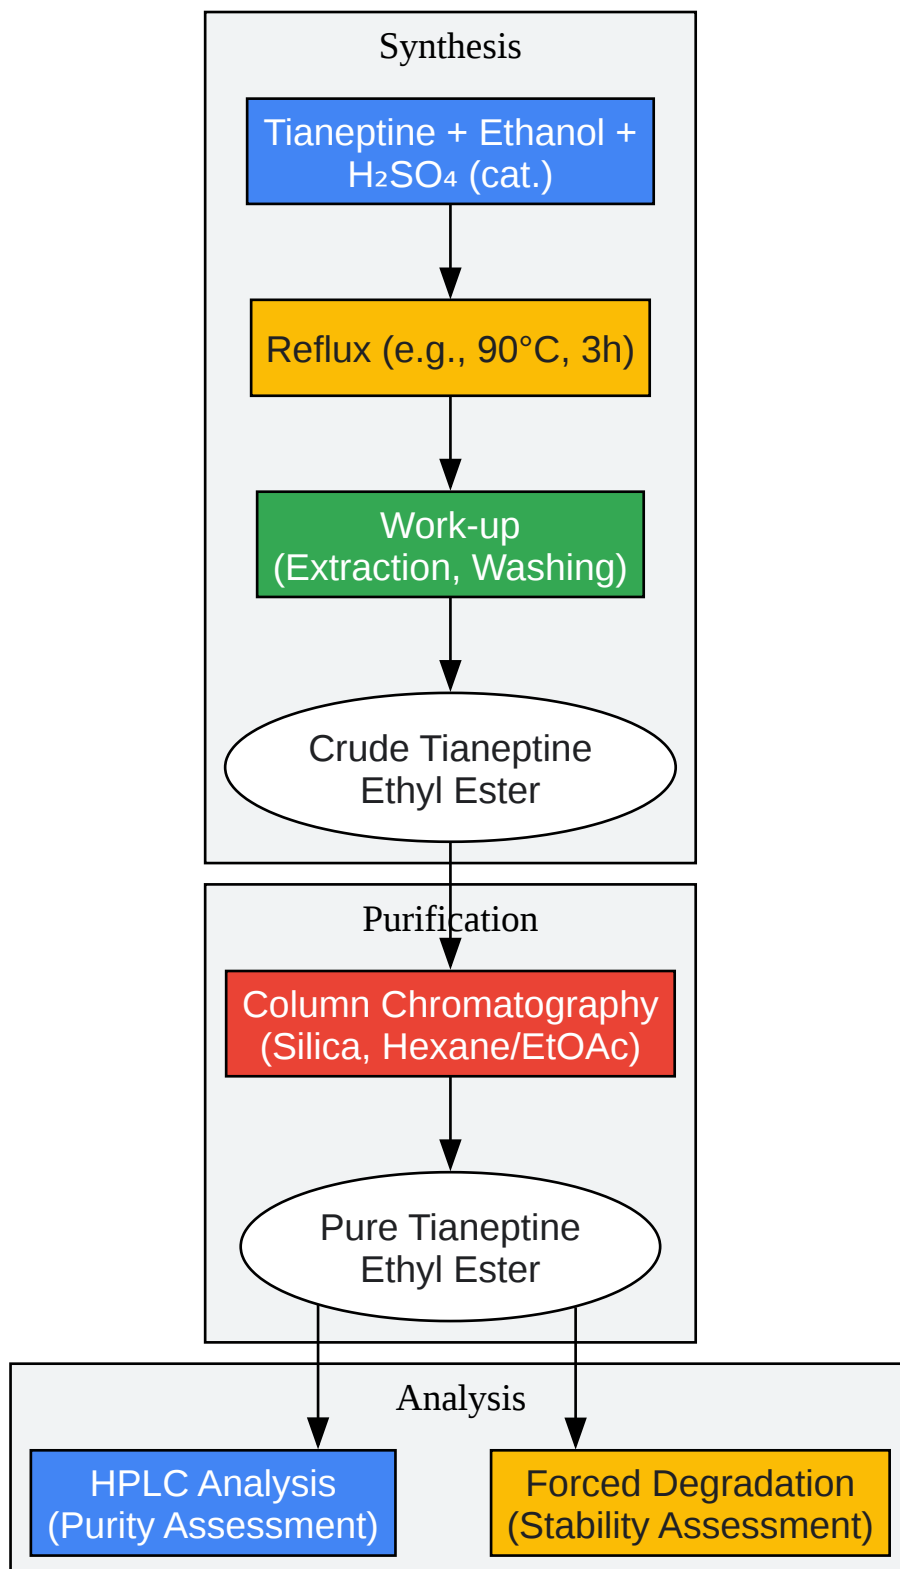 Synthesis
Tianeptine + Ethanol +
H₂SO₄ (cat.)
Reflux (e.g., 90°C, 3h)
Work-up
(Extraction, Washing)
Crude Tianeptine
Ethyl Ester
Purification
Column Chromatography
(Silica, Hexane/EtOAc)
Pure Tianeptine
Ethyl Ester
Analysis
HPLC Analysis
(Purity Assessment)
Forced Degradation
(Stability Assessment)